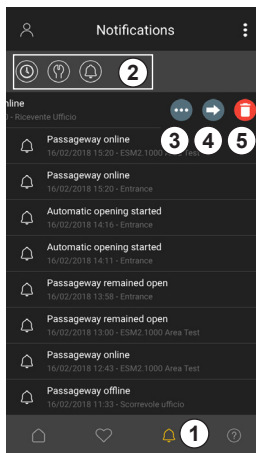 Notifications
2
nline
- Ricevente Ufficio
3
4
5
Passageway online
16/02/2018 15:20 - ESM2.1000 Area Test
Passageway online
16/02/2018 15:20 - Entrance
Automatic opening started
16/02/2018 14:16 - Entrance
Automatic opening started
16/02/2018 14:11 - Entrance
Passageway remained open
16/02/2018 13:58 - Entrance
Passageway remained open
16/02/2018 13:00 - ESM2.1000 Area Test
Passageway online
16/02/2018 12:43 - ESM2.1000 Area Test
Passageway offline
16/02/2018 11:33 - Scorrevole ufficio
1
?